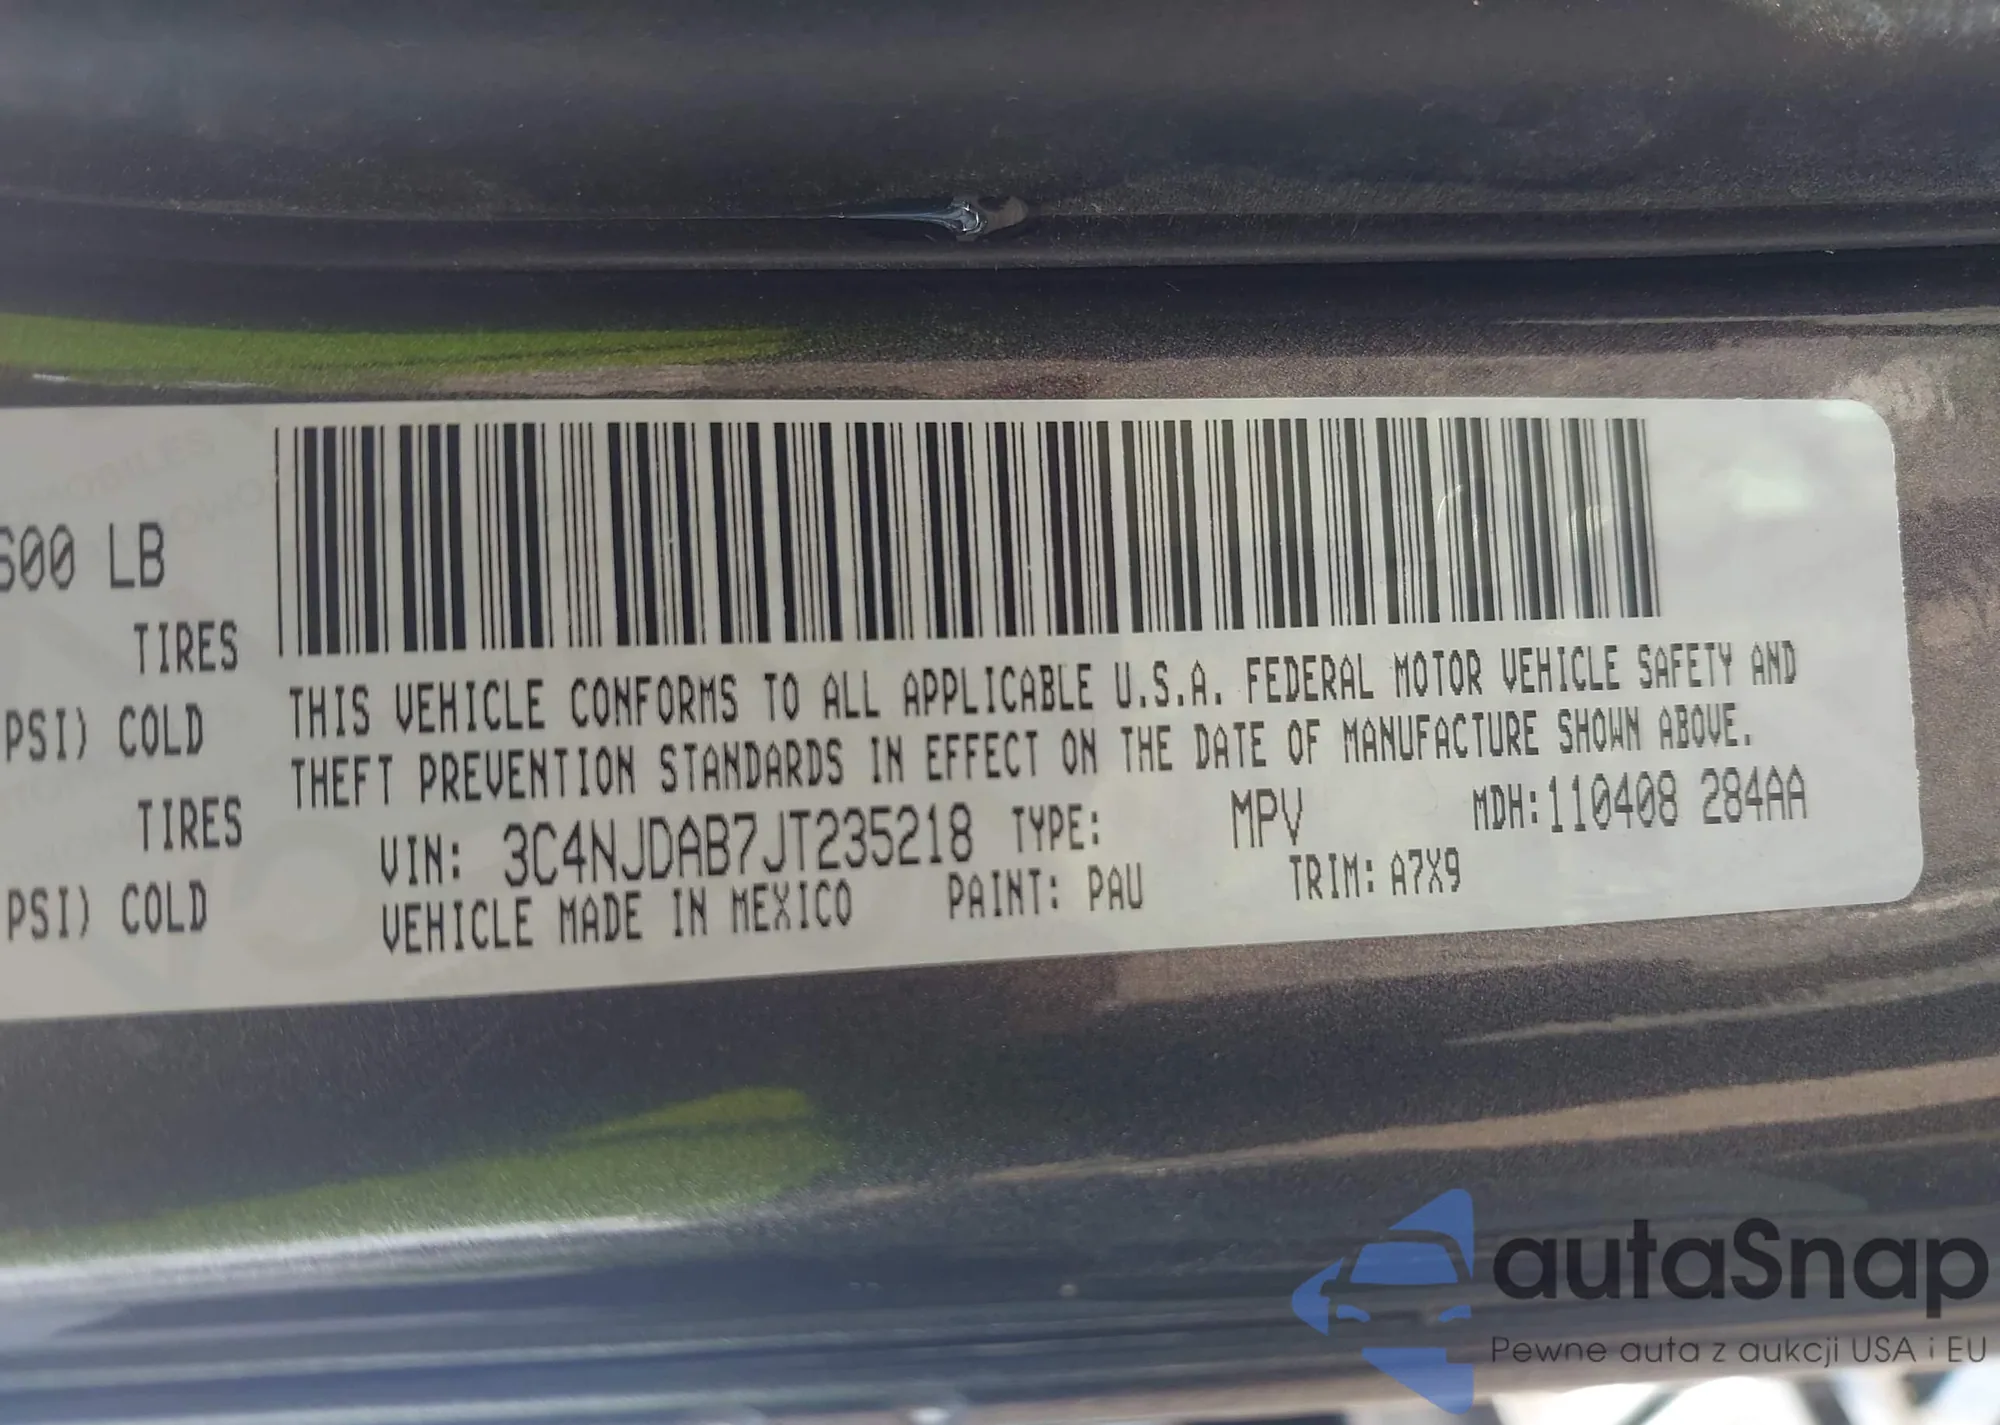 600 LB
TIRES
PSI) COLD
TIRES
PSI) COLD
THIS VEHICLE CONFORMS TO ALL APPLICABLE U.S.A. FEDERAL MOTOR VEHICLE SAFETY AND
THEFT PREVENTION STANDARDS IN EFFECT ON THE DATE OF MANUFACTURE SHOWN ABOVE.
VIN: 3C4NJDAB7JT235218 TYPE: MPV MDH:110408 284AA
VEHICLE MADE IN MEXICO PAINT: PAU TRIM: A7X9
autaSnap
Pewne auta z aukcji USA i EU